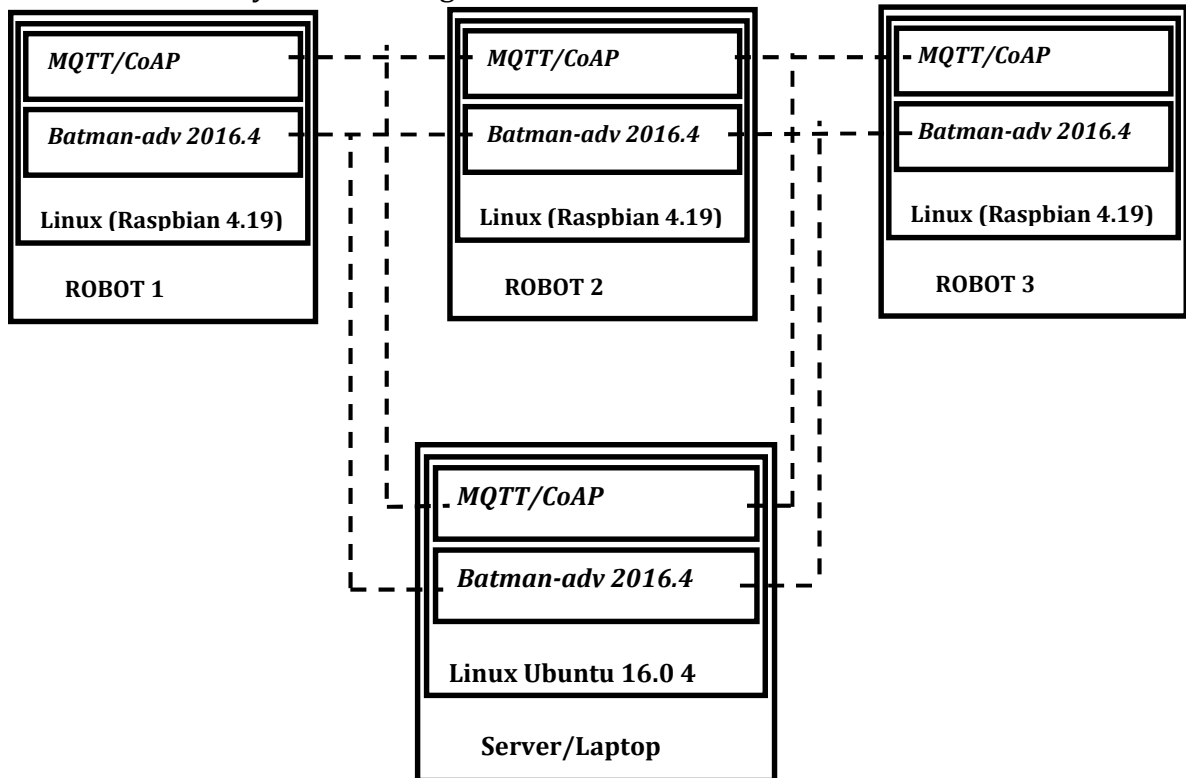 MQTT/CoAP
Batman-adv 2016.4
Linux (Raspbian 4.19)
ROBOT 1
MQTT/CoAP
Batman-adv 2016.4
Linux (Raspbian 4.19)
ROBOT 2
MQTT/CoAP
Batman-adv 2016.4
Linux (Raspbian 4.19)
ROBOT 3
MQTT/CoAP
Batman-adv 2016.4
Linux Ubuntu 16.0 4
Server/Laptop